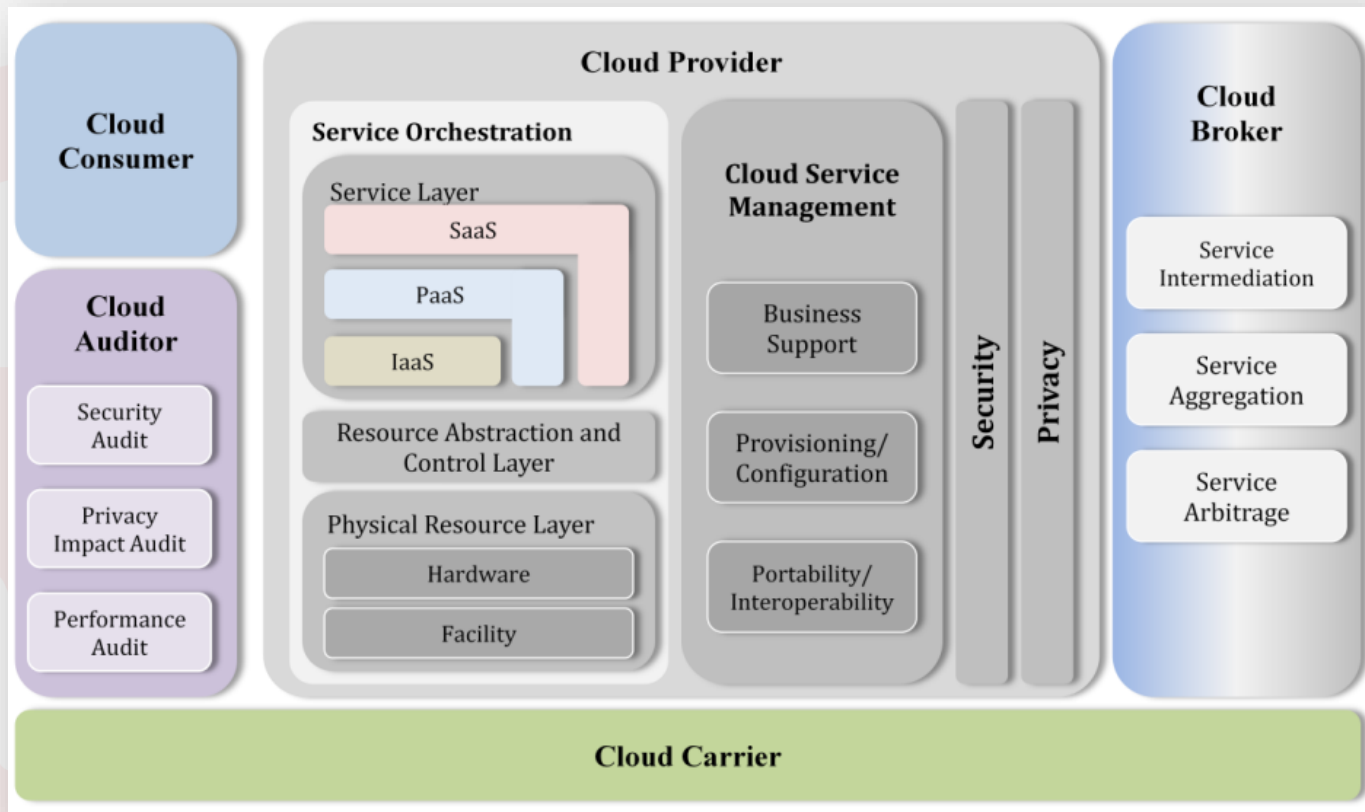 Cloud
Consumer
Cloud
Auditor
Security
Audit
Privacy
Impact Audit
Performance
Audit
Cloud Provider
Service Orchestration
Service Layer
SaaS
PaaS
IaaS
Resource Abstraction and
Control Layer
Physical Resource Layer
Hardware
Facility
Cloud Service
Management
Business
Support
Provisioning/
Configuration
Portability/
Interoperability
Security
Privacy
Cloud
Broker
Service
Intermediation
Service
Aggregation
Service
Arbitrage
Cloud Carrier